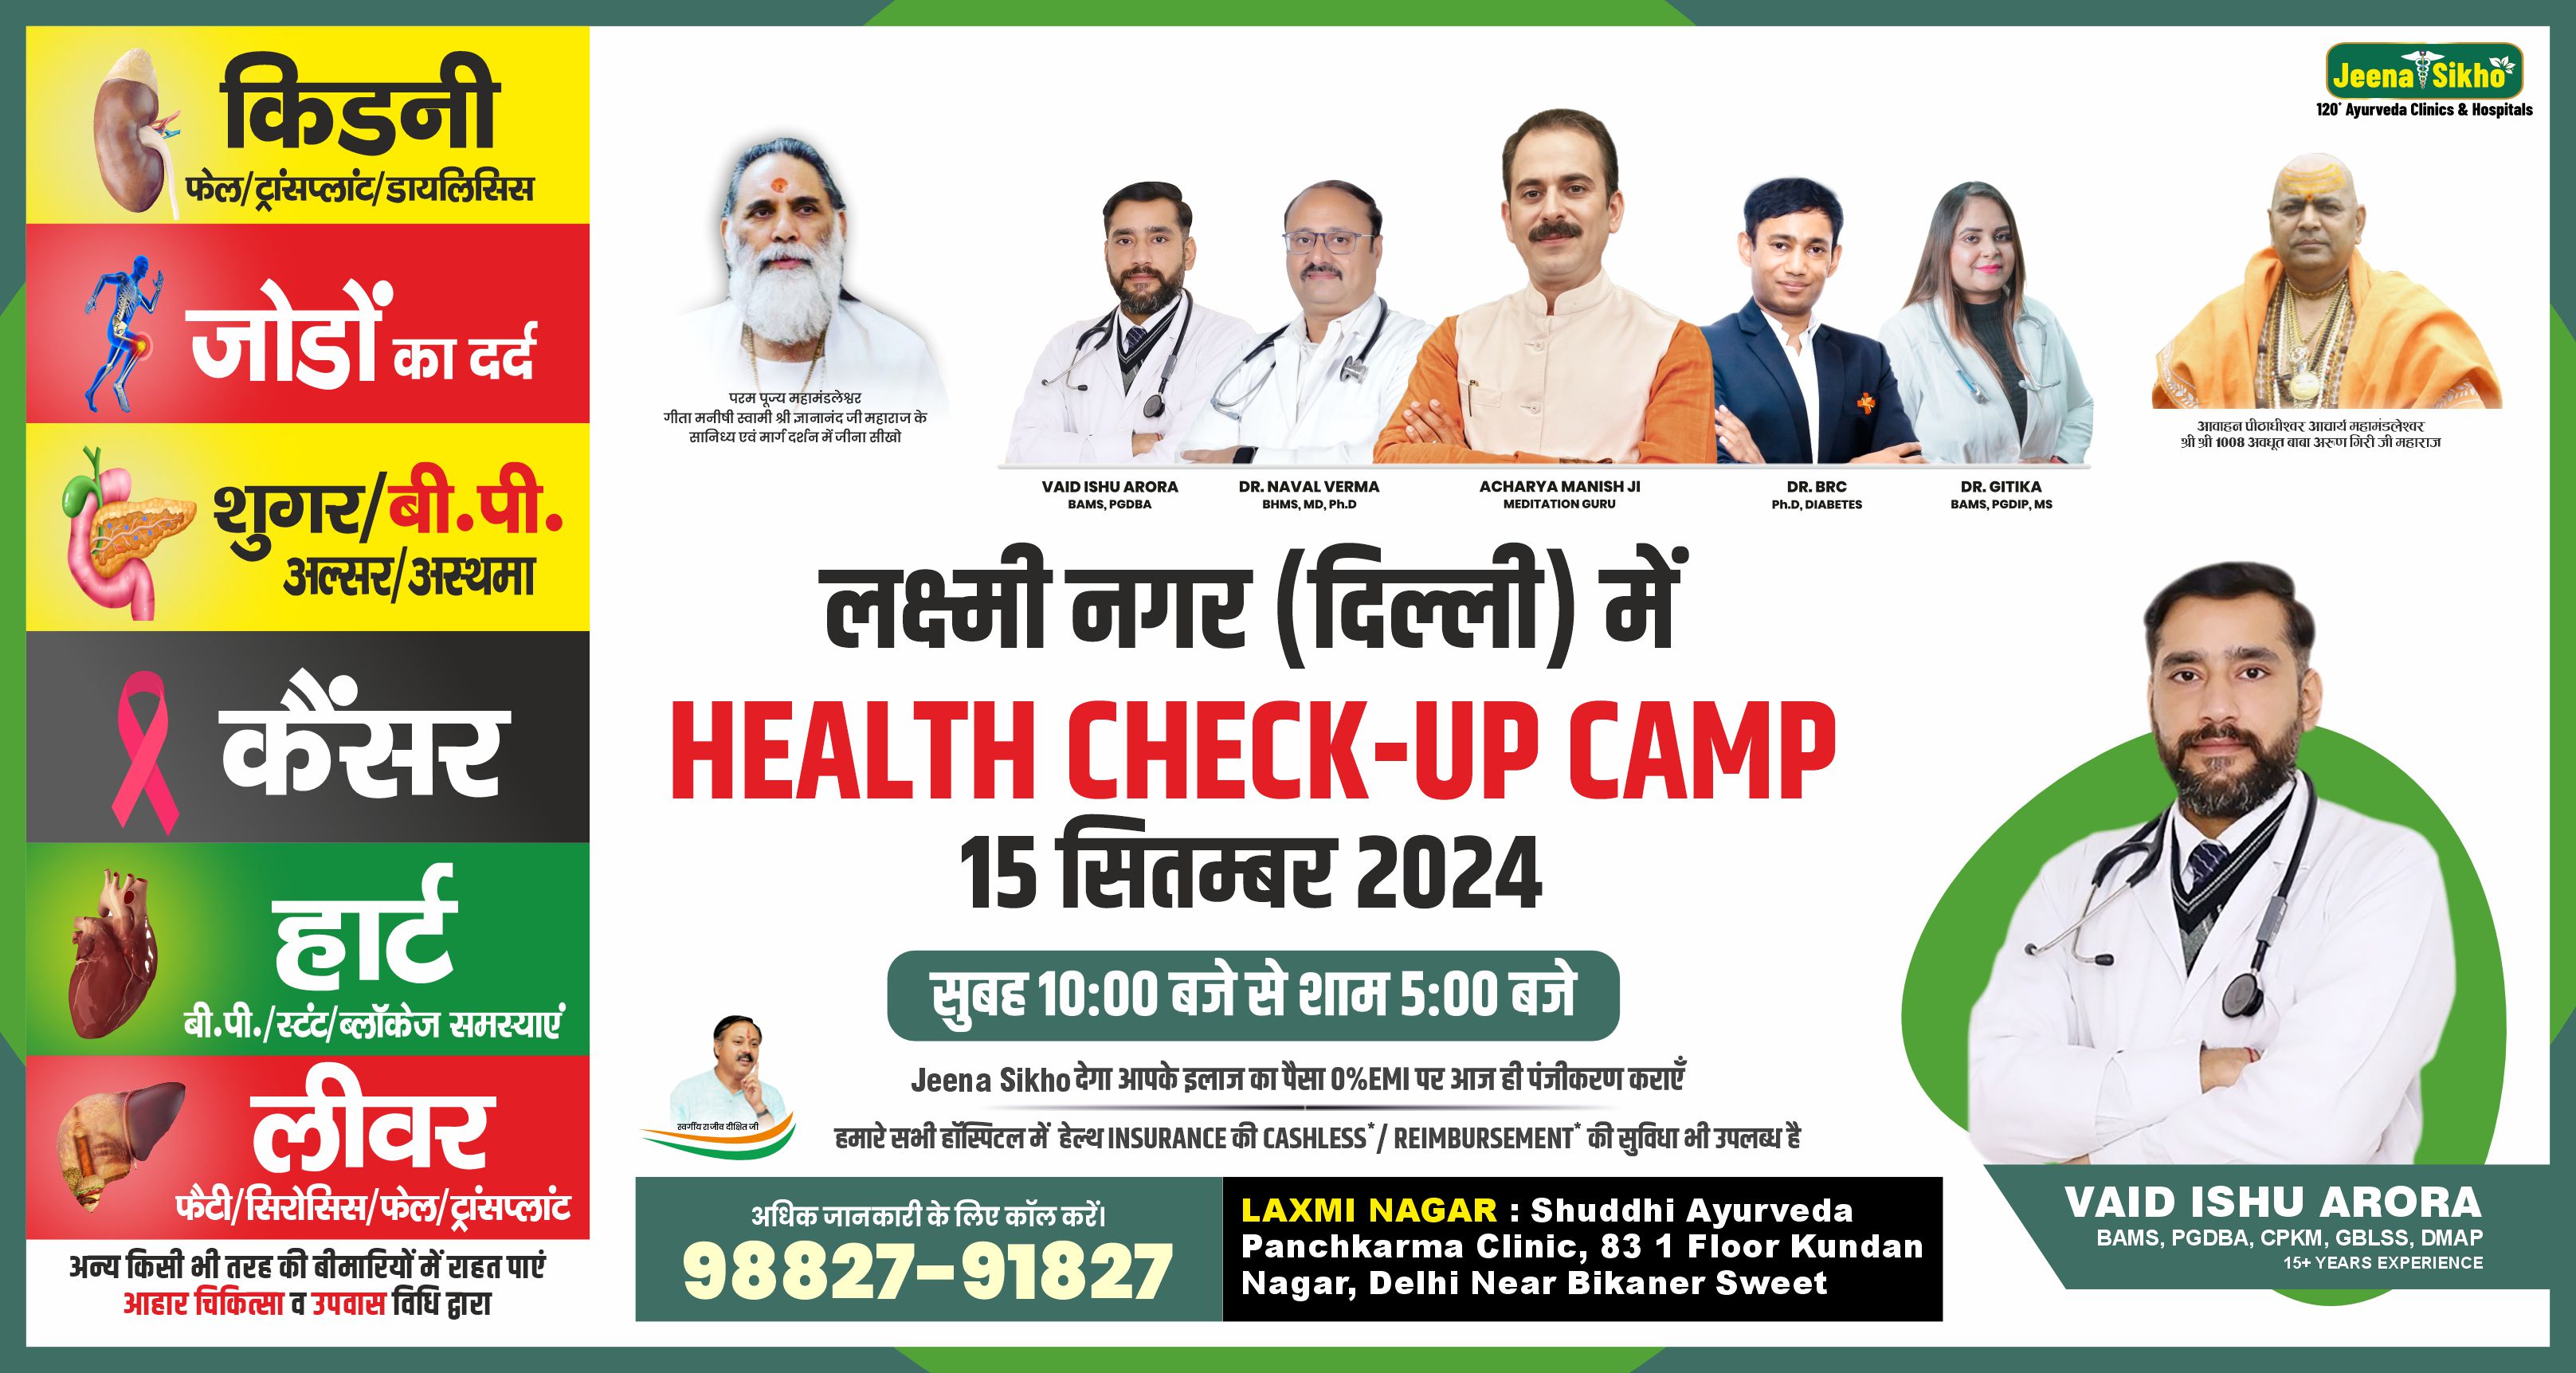 किडनी
फेल/ट्रांसप्लांट/डायलिसिस
जोडों का दर्द
शुगर/बी.पी.
अल्सर/अस्थमा
कैंसर
हार्ट
बी.पी./स्टंट/ब्लॉकेज समस्याएं
लीवर
फैटी/सिरोसिस/फेल/ट्रांसप्लांट
अन्य किसी भी तरह की बीमारियों में राहत पाएं
आहार चिकित्सा व उपवास विधि द्वारा
Jeena Sikho
120+ Ayurveda Clinics & Hospitals
परम पूज्य महामंडलेश्वर
गीता मनीषी स्वामी श्री ज्ञानानंद जी महाराज के
सानिध्य एवं मार्ग दर्शन में जीना सीखो
VAID ISHU ARORA
BAMS, PGDBA
DR. NAVAL VERMA
BHMS, MD, Ph.D
ACHARYA MANISH JI
MEDITATION GURU
DR. BRC
Ph.D, DIABETES
DR. GITIKA
BAMS, PGDIP, MS
आवाहन पीठाधीश्वर आचार्य महामंडलेश्वर
श्री श्री 1008 अवधूत बाबा अरूण गिरी जी महाराज
लक्ष्मी नगर (दिल्ली) में
HEALTH CHECK-UP CAMP
15 सितम्बर 2024
सुबह 10:00 बजे से शाम 5:00 बजे
Jeena Sikho देगा आपके इलाज का पैसा 0%EMI पर आज ही पंजीकरण कराएँ
स्वर्गीय राजीव दीक्षित जी
हमारे सभी हॉस्पिटल में हेल्थ INSURANCE की CASHLESS*/ REIMBURSEMENT* की सुविधा भी उपलब्ध है
अधिक जानकारी के लिए कॉल करें।
98827-91827
LAXMI NAGAR : Shuddhi Ayurveda
Panchkarma Clinic, 83 1 Floor Kundan
Nagar, Delhi Near Bikaner Sweet
VAID ISHU ARORA
BAMS, PGDBA, CPKM, GBLSS, DMAP
15+ YEARS EXPERIENCE